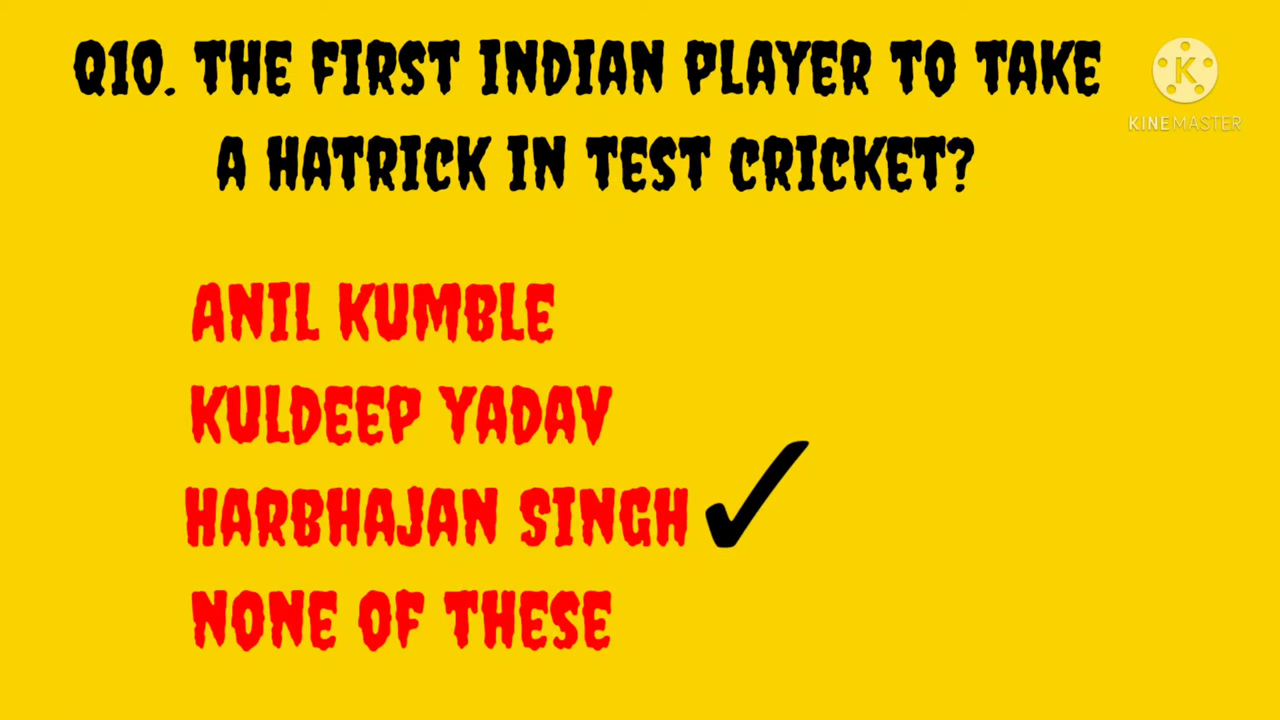 Q10. THE FIRST INDIAN PLAYER TO TAKE
A HATRICK IN TEST CRICKET?
K
KINEMASTER
ANIL KUMBLE
KULDEEP YADAV
HARBHAJAN SINGH ✓
NONE OF THESE